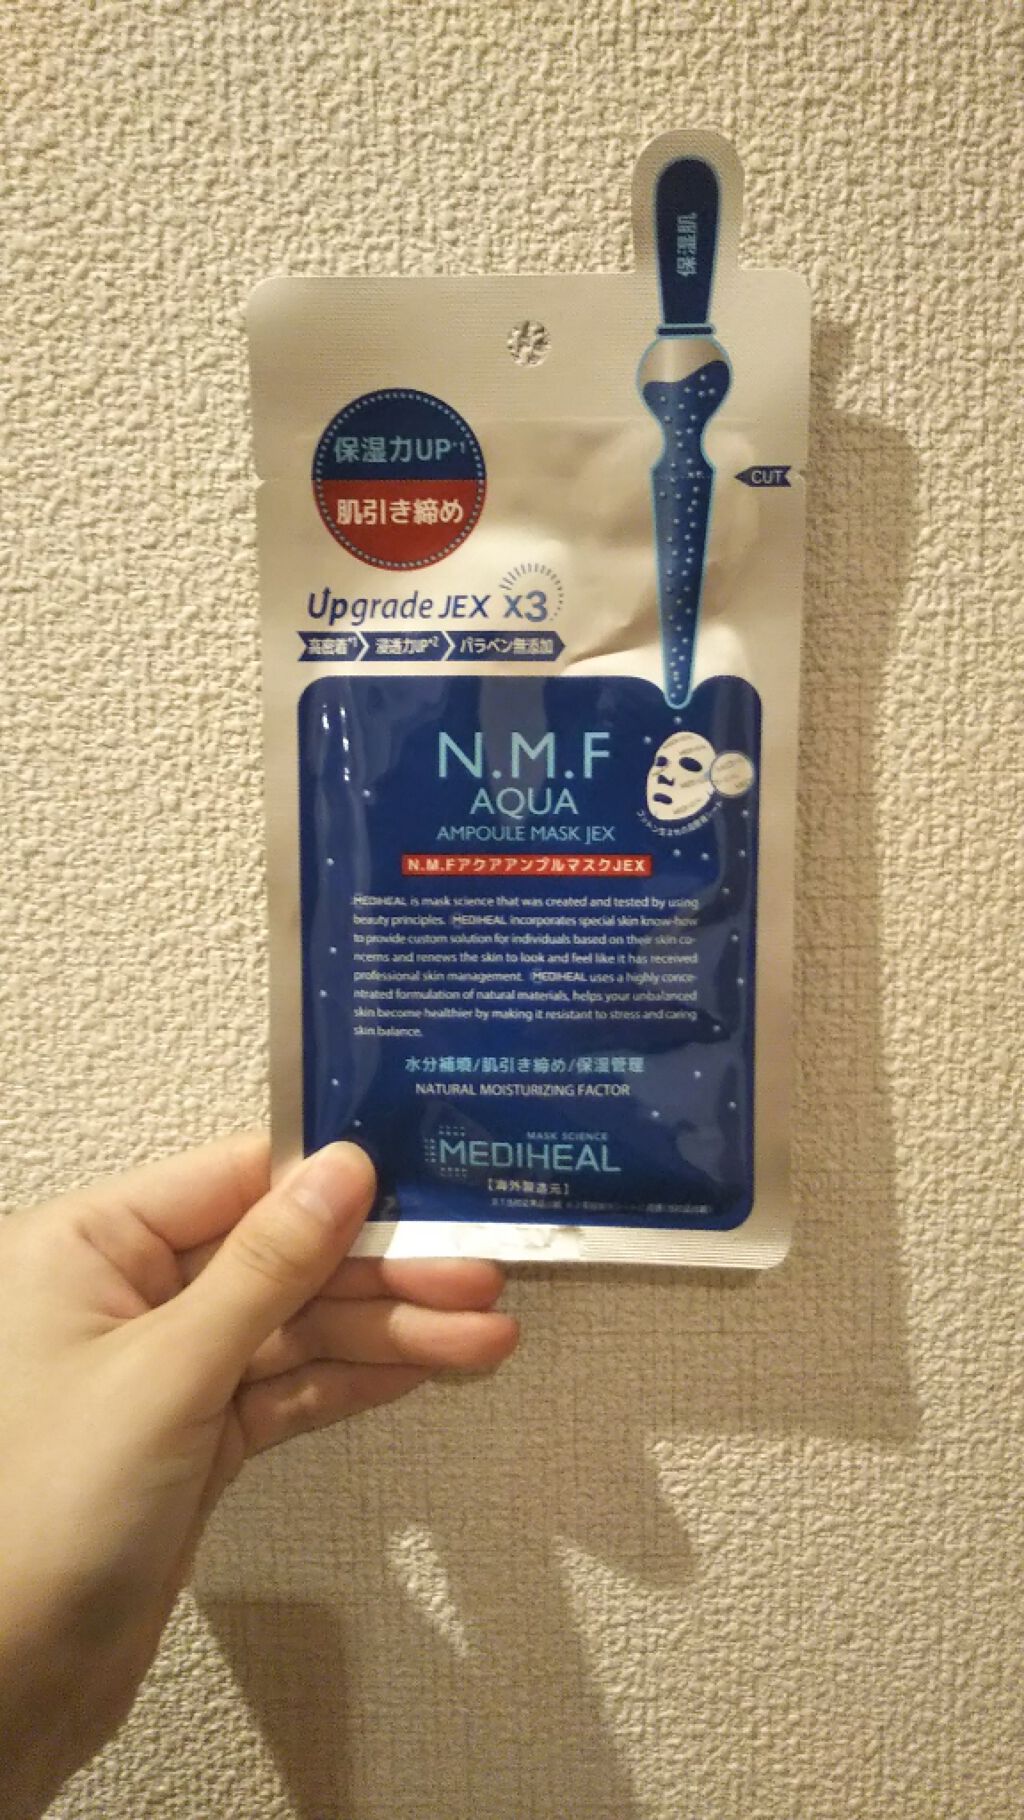 保湿肌
保湿力UP*1
肌引き締め
CUT
Upgrade JEX X3
高密着*1 浸透力UP*2 パラベン無添加
N.M.F
AQUA
AMPOULE MASK JEX
N.M.FアクアアンプルマスクJEX
MEDIHEAL is mask science that was created and tested by using
beauty principles. MEDIHEAL incorporates special skin know-how
to provide custom solution for individuals based on their skin co-
ncerns and renews the skin to look and feel like it has received
professional skin management. MEDIHEAL uses a highly conce-
ntrated formulation of natural materials, helps your unbalanced
skin become healthier by making it resistant to stress and caring
skin balance.
水分補填/肌引き締め/保湿管理
NATURAL MOISTURIZING FACTOR
MASK SCIENCE
MEDIHEAL
【海外製造元】